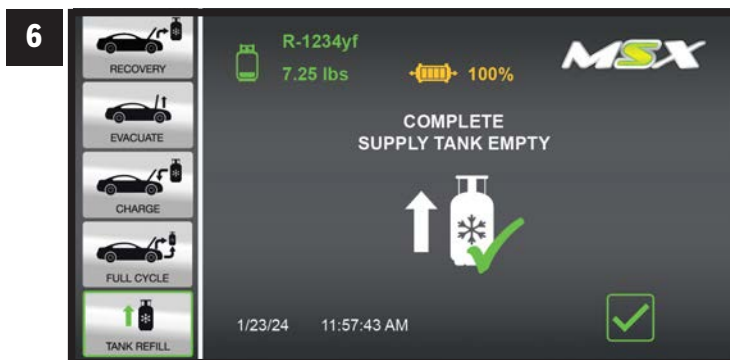 6
RECOVERY
EVACUATE
CHARGE
FULL CYCLE
TANK REFILL
R-1234yf
7.25 lbs
100%
MSX
COMPLETE
SUPPLY TANK EMPTY
1/23/24 11:57:43 AM